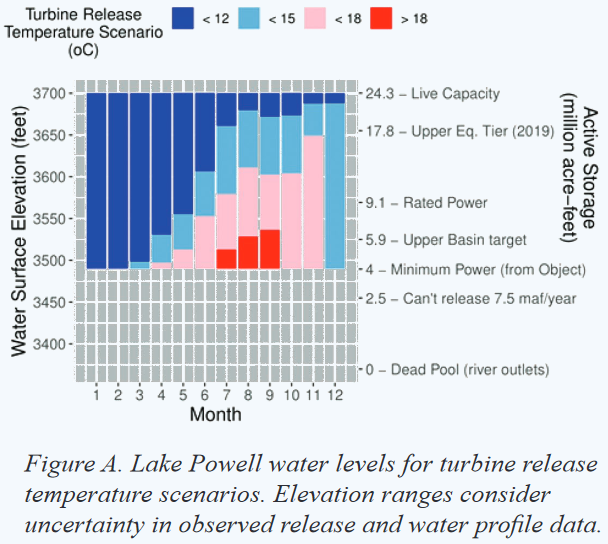 Turbine Release
Temperature Scenario
(oC)
< 12
< 15
< 18
> 18
Water Surface Elevation (feet)
3700
3650
3600
3550
3500
3450
3400
24.3 – Live Capacity
17.8 – Upper Eq. Tier (2019)
9.1 – Rated Power
5.9 – Upper Basin target
4 – Minimum Power (from Object)
2.5 – Can't release 7.5 maf/year
0 – Dead Pool (river outlets)
Active Storage
(million acre–feet)
1 2 3 4 5 6 7 8 9 10 11 12
Month
Figure A. Lake Powell water levels for turbine release
temperature scenarios. Elevation ranges consider
uncertainty in observed release and water profile data.